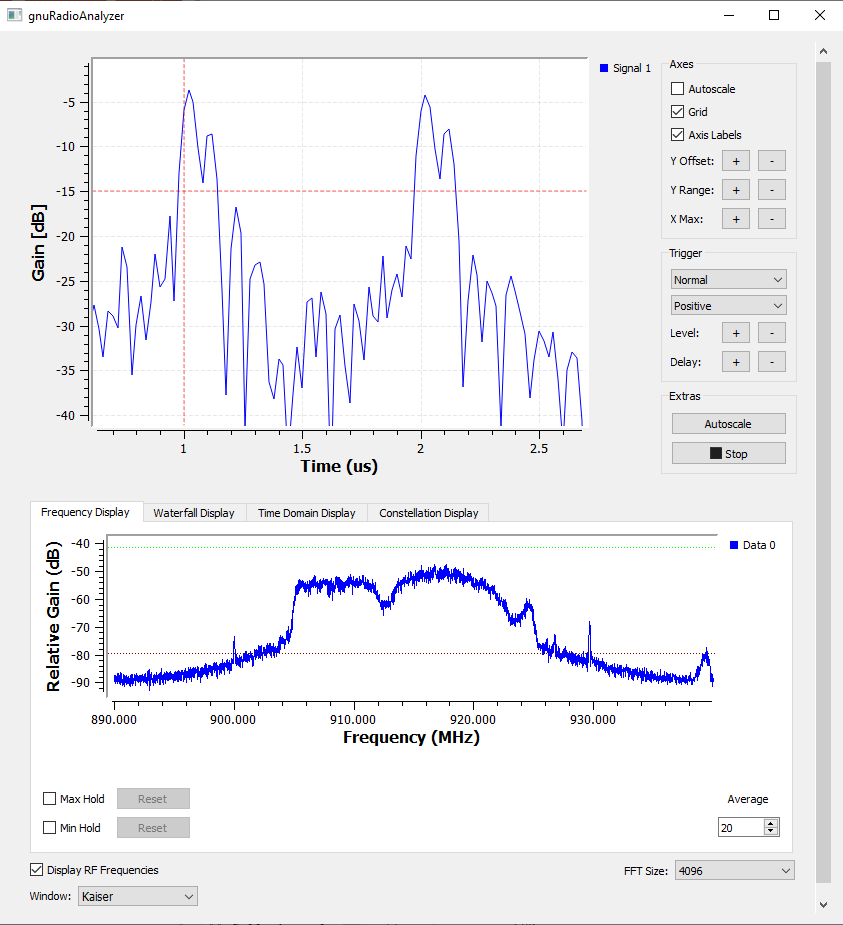 gnuRadioAnalyzer
Gain [dB]
-5
-10
-15
-20
-25
-30
-35
-40
1
1.5
2
2.5
Time (us)
Signal 1
Axes
Autoscale
Grid
Axis Labels
Y Offset: + -
Y Range: + -
X Max: + -
Trigger
Normal
Positive
Level: + -
Delay: + -
Extras
Autoscale
Stop
Frequency Display Waterfall Display Time Domain Display Constellation Display
Relative Gain (dB)
-40
-50
-60
-70
-80
-90
890.000 900.000 910.000 920.000 930.000
Frequency (MHz)
Data 0
Max Hold Reset
Min Hold Reset
Average
20
Display RF Frequencies
FFT Size: 4096
Window: Kaiser